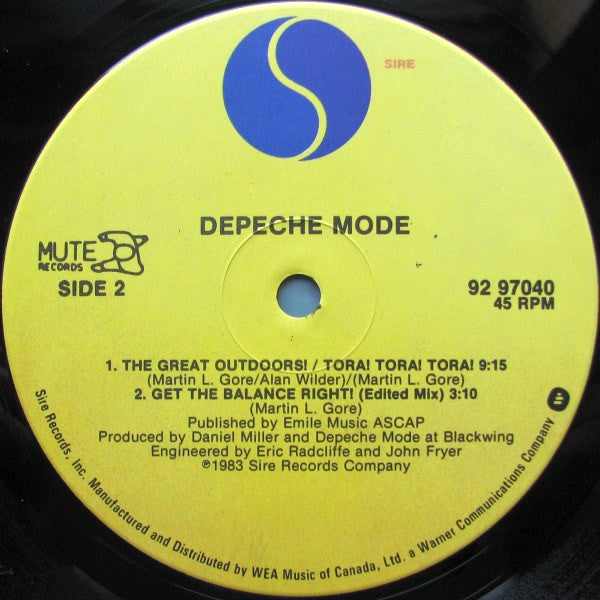 SIRE
DEPECHE MODE
MUTE
RECORDS
SIDE 2
92 97040
45 RPM
1. THE GREAT OUTDOORS! / TORA! TORA! TORA! 9:15
(Martin L. Gore/Alan Wilder)/(Martin L. Gore)
2. GET THE BALANCE RIGHT! (Edited Mix) 3:10
(Martin L. Gore)
Published by Emile Music ASCAP
Produced by Daniel Miller and Depeche Mode at Blackwing
Engineered by Eric Radcliffe and John Fryer
℗1983 Sire Records Company
Sire Records, Inc. Manufactured and Distributed by WEA Music of Canada, Ltd. a Warner Communications Company